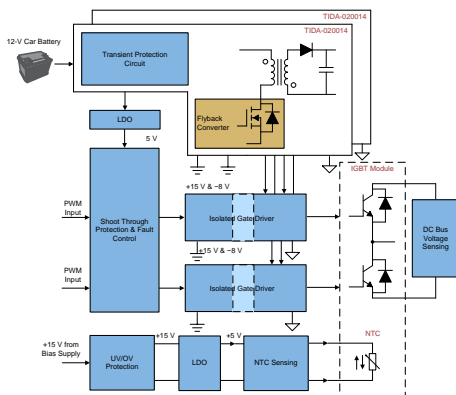 TIDA-020014
TIDA-020014
12-V Car Battery
Transient Protection
Circuit
Flyback
Converter
LDO
5 V
IGBT Module
+15 V & −8 V
PWM
Input
Shoot Through
Protection & Fault
Control
Isolated Gate Driver
DC Bus
Voltage
Sensing
+15 V & −8 V
PWM
Input
Isolated Gate Driver
+15 V from
Bias Supply
UV/OV
Protection
+15 V
LDO
+5 V
NTC Sensing
NTC